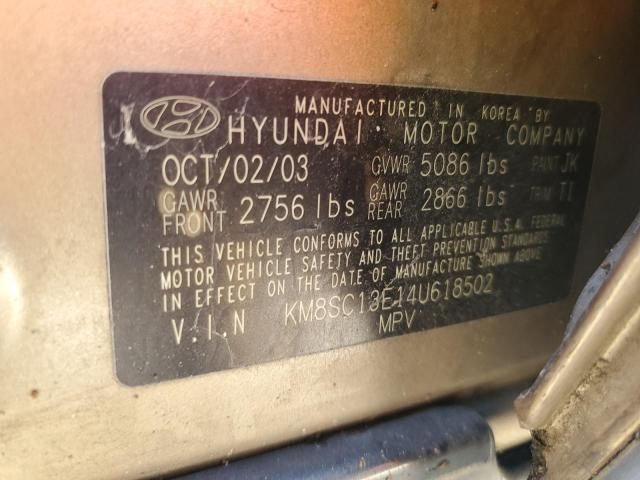 MANUFACTURED IN KOREA BY
HYUNDAI MOTOR COMPANY
OCT/02/03 GVWR 5086 lbs PAINT JK
GAWR FRONT 2756 lbs GAWR REAR 2866 lbs TRIM TI
THIS VEHICLE CONFORMS TO ALL APPLICABLE U.S.A. FEDERAL
MOTOR VEHICLE SAFETY AND THEFT PREVENTION STANDARDS
IN EFFECT ON THE DATE OF MANUFACTURE SHOWN ABOVE
V.I.N KM8SC13E14U618502
MPV